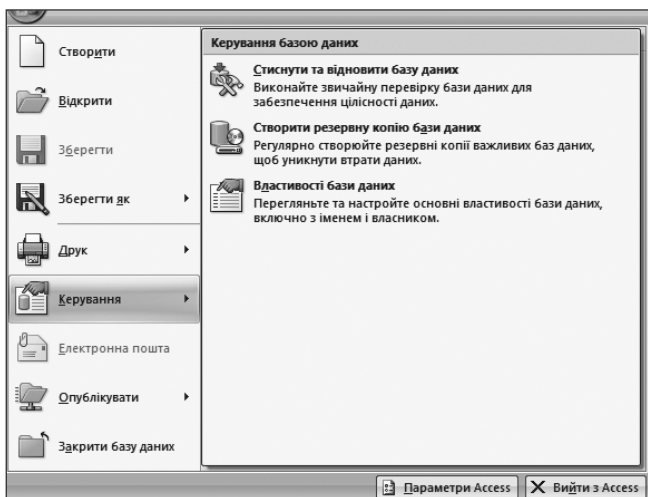 Створити
Відкрити
Зберегти
Зберегти як
Друк
Керування
Електронна пошта
Опублікувати
Закрити базу даних
Керування базою даних
Стиснути та відновити базу даних
Виконайте звичайну перевірку бази даних для
забезпечення цілісності даних.
Створити резервну копію бази даних
Регулярно створюйте резервні копії важливих баз даних,
щоб уникнути втрати даних.
Властивості бази даних
Перегляньте та настройте основні властивості бази даних,
включно з іменем і власником.
Параметри Access
Вийти з Access